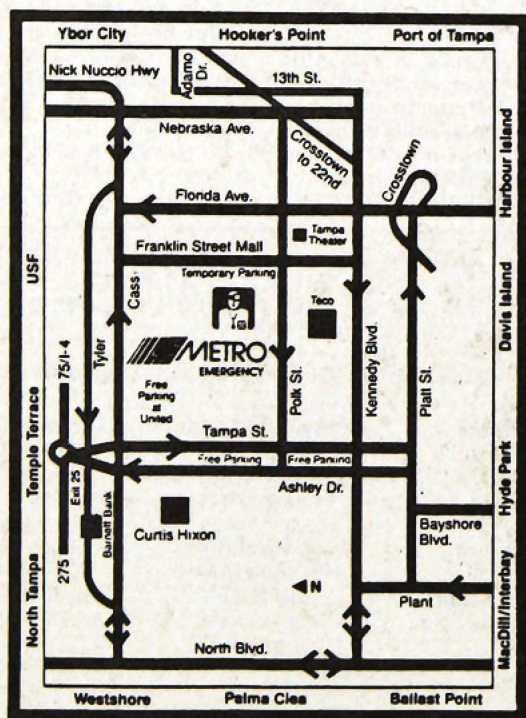 Ybor City
Hooker's Point
Port of Tampa
Nick Nuccio Hwy
Adamo
Dr.
13th St.
Nebraska Ave.
Crosstown
to 22nd
Crosstown
Florida Ave.
Tampa
Theater
Franklin Street Mall
Temporary Parking
Teco
Cass
Tyler
METRO
EMERGENCY
Free
Parking
at
United
Polk St.
Kennedy Blvd.
Platt St.
Tampa St.
Free Parking
Free Parking
Ashley Dr.
75/I-4
Exit 25
275
Barnett Bank
Curtis Hixon
Bayshore
Blvd.
N
Plant
North Blvd.
USF
Temple Terrace
North Tampa
Harbour Island
Davis Island
Hyde Park
MacDill/Interbay
Westshore
Palma Ciea
Ballast Point